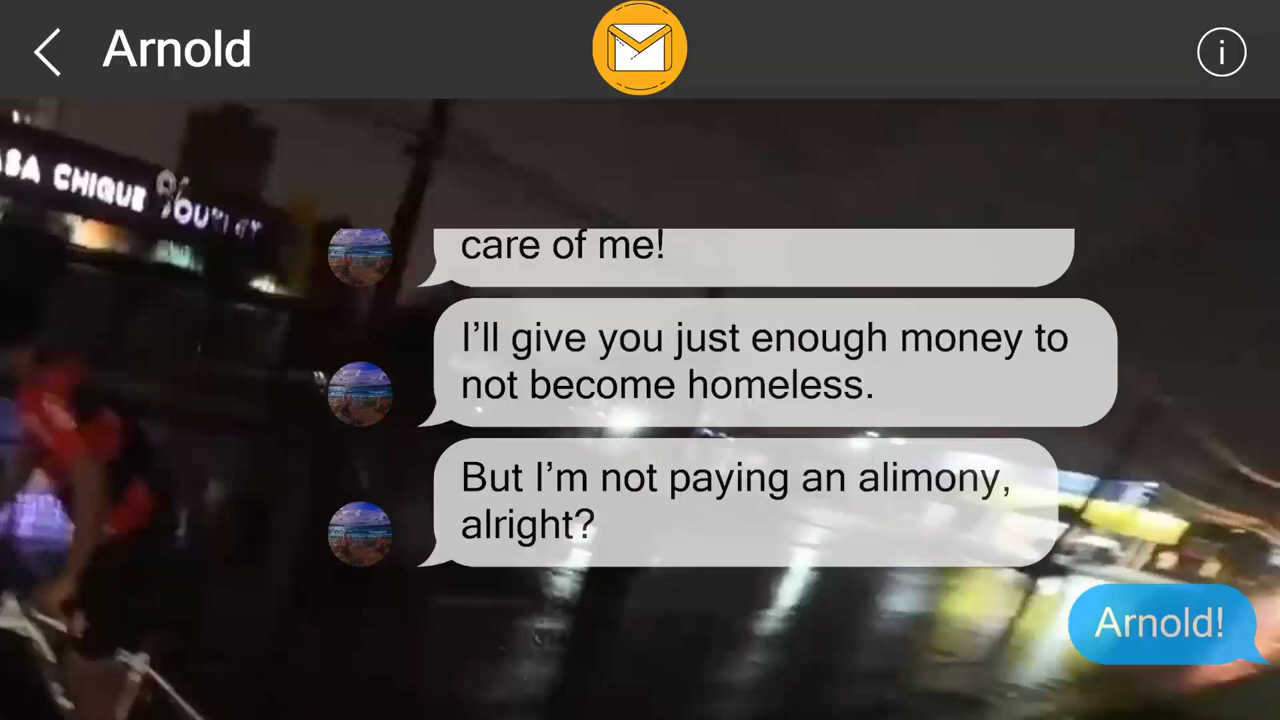 Arnold
CHIQUE
care of me!
I'll give you just enough money to
not become homeless.
But I'm not paying an alimony,
alright?
Arnold!